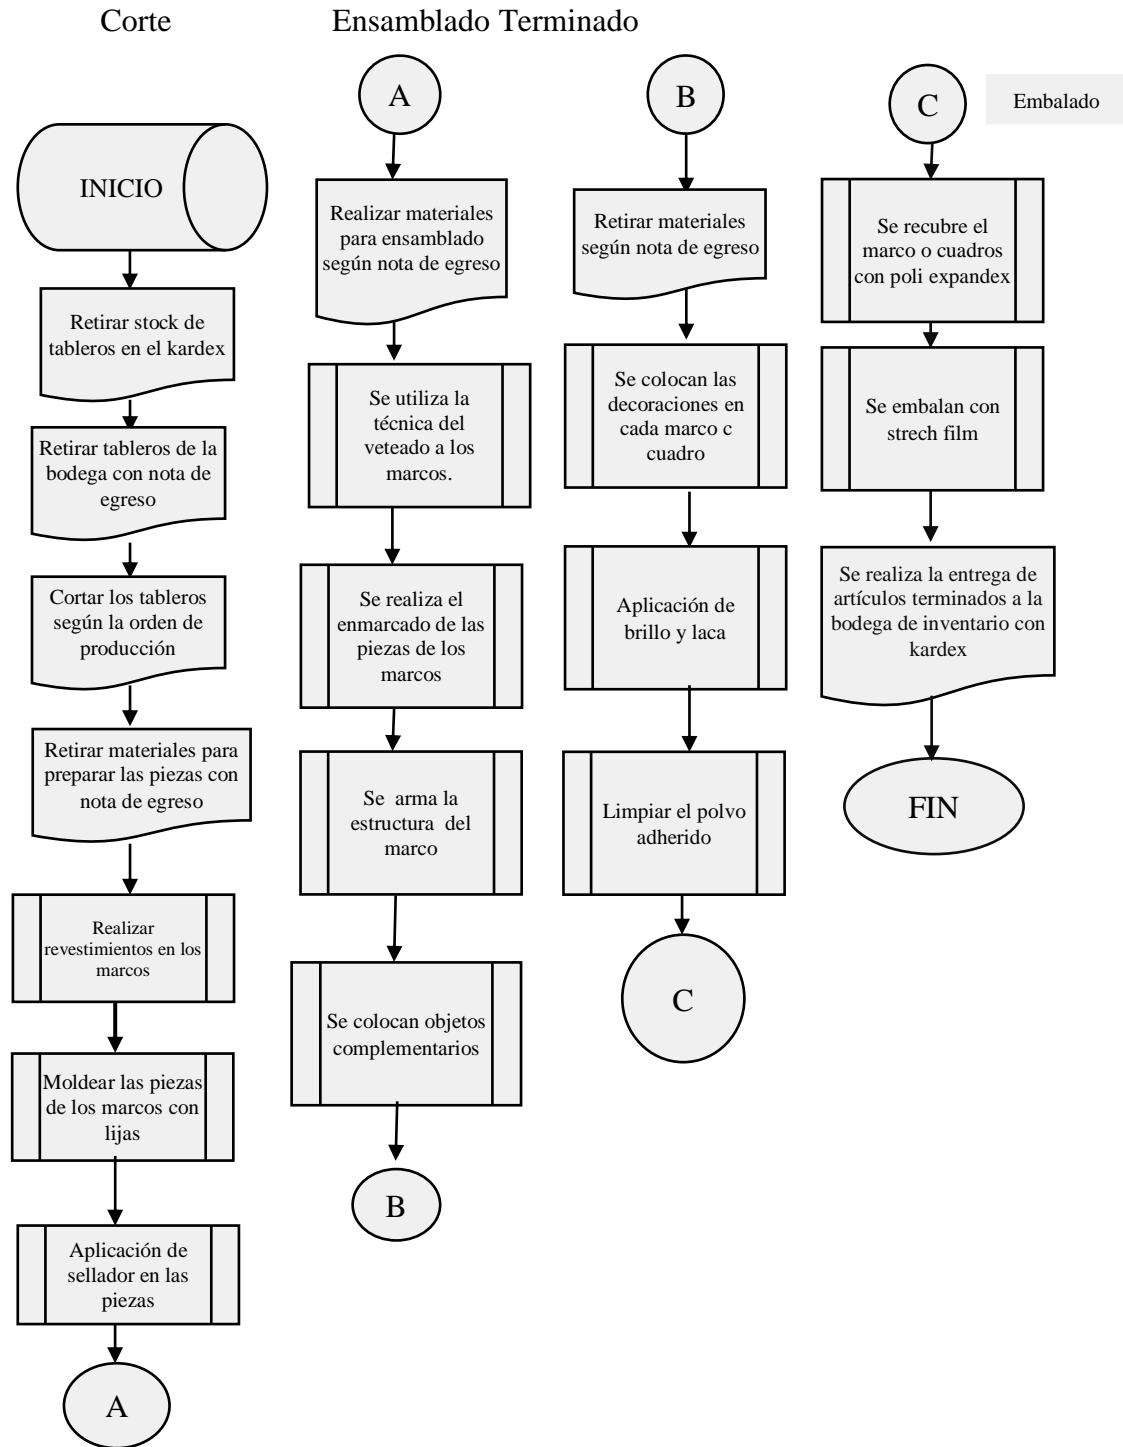 Corte
INICIO
Retirar stock de
tableros en el kardex
Retirar tableros de la
bodega con nota de
egreso
Cortar los tableros
según la orden de
producción
Retirar materiales para
preparar las piezas con
nota de egreso
Realizar
revestimientos en los
marcos
Moldear las piezas
de los marcos con
lijas
Aplicación de
sellador en las
piezas
A
Ensamblado Terminado
A
Realizar materiales
para ensamblado
según nota de egreso
Se utiliza la
técnica del
veteado a los
marcos.
Se realiza el
enmarcado de las
piezas de los
marcos
Se arma la
estructura del
marco
Se colocan objetos
complementarios
B
B
Retirar materiales
según nota de egreso
Se colocan las
decoraciones en
cada marco c
cuadro
Aplicación de
brillo y laca
Limpiar el polvo
adherido
C
C
Embalado
Se recubre el
marco o cuadros
con poli expandex
Se embalan con
strech film
Se realiza la entrega de
artículos terminados a la
bodega de inventario con
kardex
FIN